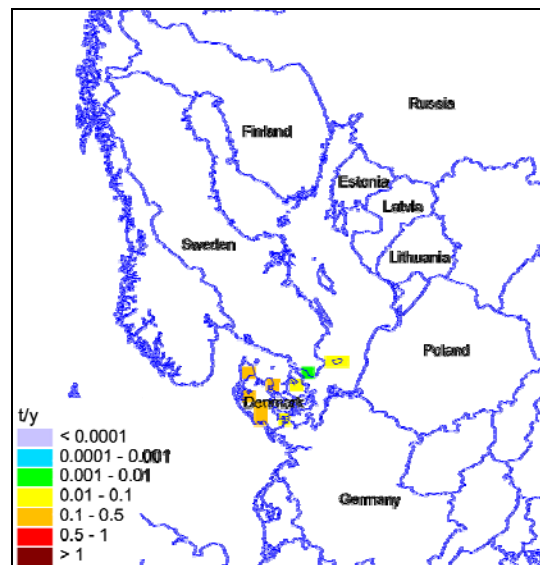 Russia
Finland
Estonia
Latvia
Sweden
Lithuania
Poland
Denmark
t/y
< 0.0001
0.0001 - 0.001
0.001 - 0.01
0.01 - 0.1
0.1 - 0.5
0.5 - 1
> 1
Germany